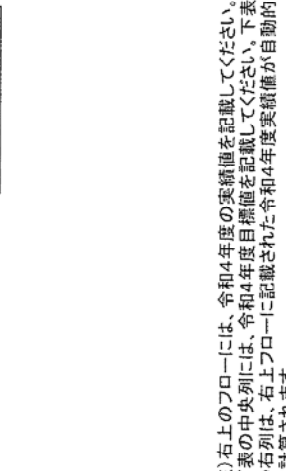 )右上のフローには、令和4年度の実績値を記載してください。
表の中央列には、令和4年度目標値を記載してください。下表
右列は、右上フローに記載された令和4年度実績値が自動的
計算されます